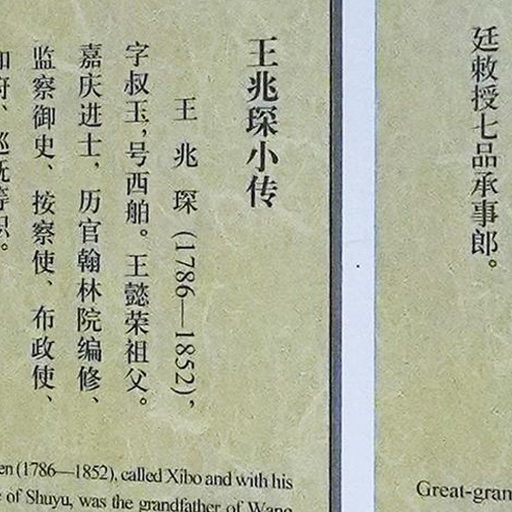 廷敕授七品承事郎。
王兆琛小传
王兆琛(1786—1852),
字叔玉,号西舶。王懿荣祖父。
嘉庆进士,历官翰林院编修、
监察御史、按察使、布政使、
en (1786—1852), called Xibo and with his
of Shuyu, was the grandfather of Wang
Great-gran